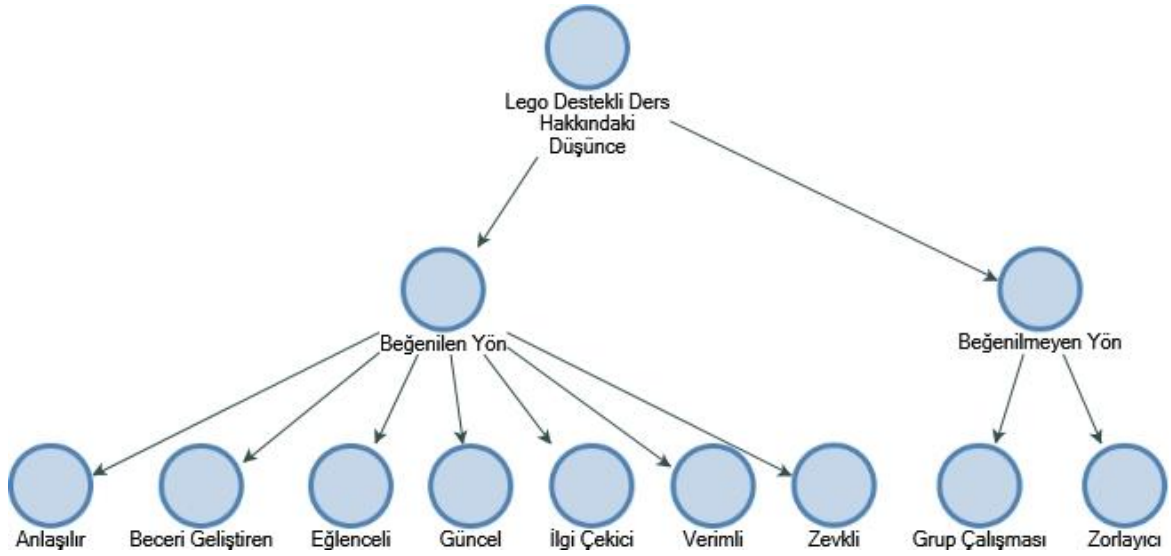 Lego Destekli Ders
Hakkındaki
Düşünce
Beğenilen Yön
Beğenilmeyen Yön
Anlaşılır
Beceri Geliştiren
Eğlenceli
Güncel
İlgi Çekici
Verimli
Zevkli
Grup Çalışması
Zorlayıcı